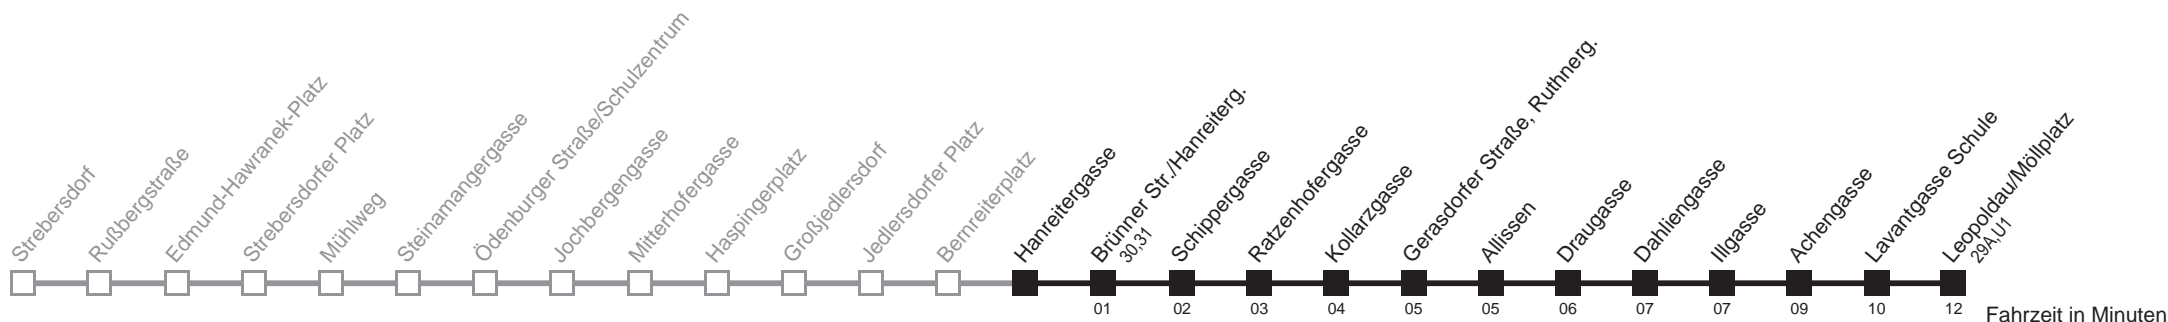 Strebersdorf
Rußbergstraße
Edmund-Hawranek-Platz
Strebersdorfer Platz
Mühlweg
Steinamangergasse
Ödenburger Straße/Schulzentrum
Jochbergengasse
Mitterhofergasse
Haspingerplatz
Großjedlersdorf
Jedlersdorfer Platz
Bernreiterplatz
Hanreitergasse
Brünner Str./Hanreiterg.
30,31
Schippergasse
Ratzenhofergasse
Kollarzgasse
Gerasdorfer Straße, Ruthnerg.
Allissen
Draugasse
Dahliengasse
Illgasse
Achengasse
Lavantgasse Schule
Leopoldau/Möllplatz
29A,U1
01
02
03
04
05
05
06
07
07
09
10
12
Fahrzeit in Minuten